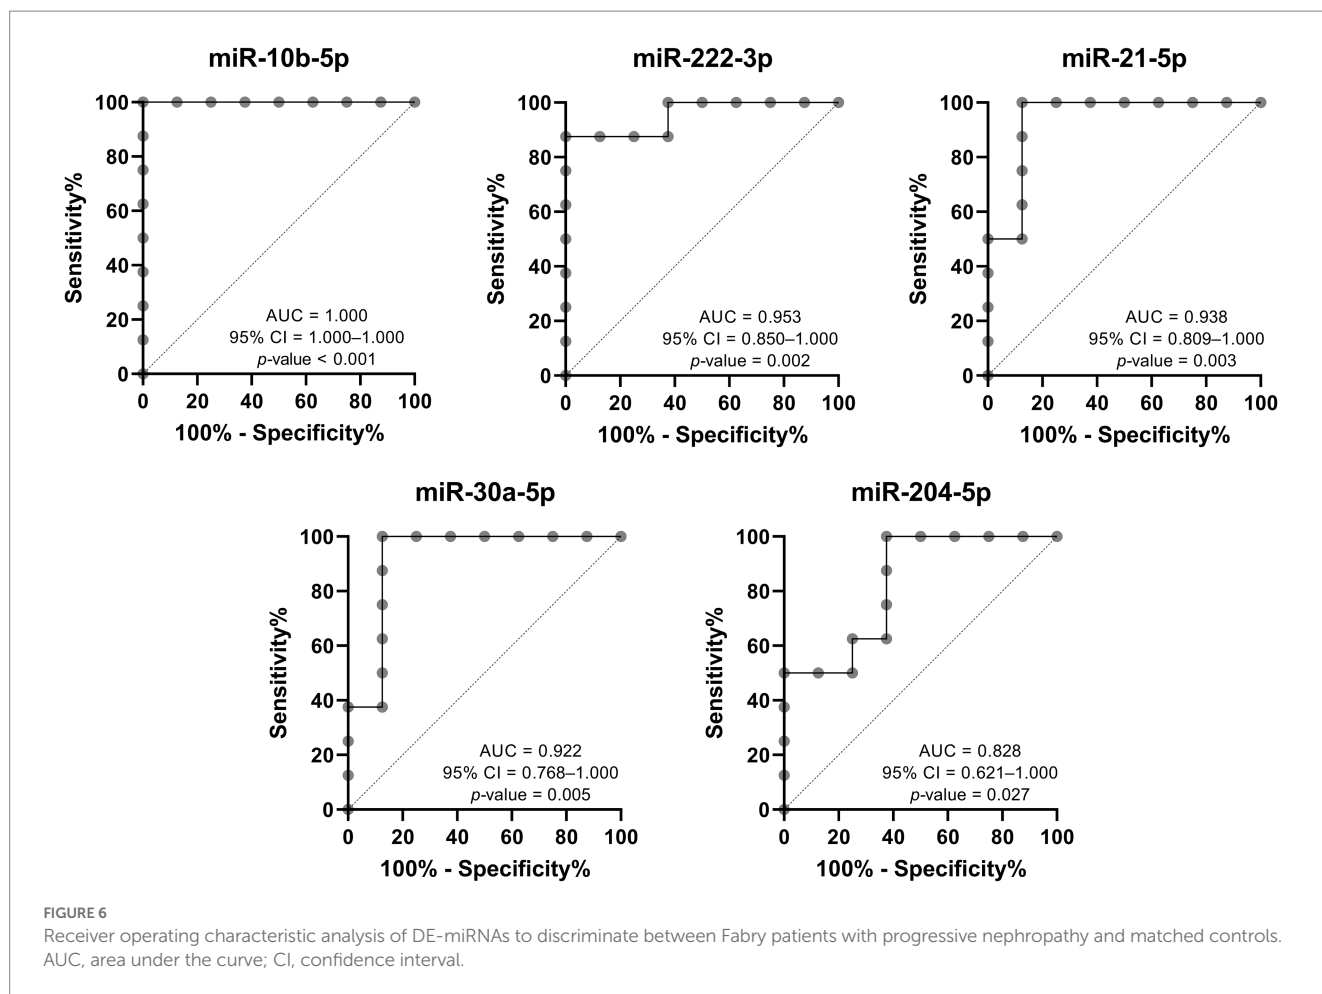 miR-10b-5p
Sensitivity%
100
80
60
40
20
0
AUC = 1.000
95% CI = 1.000–1.000
p-value < 0.001
0 20 40 60 80 100
100% - Specificity%
miR-222-3p
Sensitivity%
100
80
60
40
20
0
AUC = 0.953
95% CI = 0.850–1.000
p-value = 0.002
0 20 40 60 80 100
100% - Specificity%
miR-21-5p
Sensitivity%
100
80
60
40
20
0
AUC = 0.938
95% CI = 0.809–1.000
p-value = 0.003
0 20 40 60 80 100
100% - Specificity%
miR-30a-5p
Sensitivity%
100
80
60
40
20
0
AUC = 0.922
95% CI = 0.768–1.000
p-value = 0.005
0 20 40 60 80 100
100% - Specificity%
miR-204-5p
Sensitivity%
100
80
60
40
20
0
AUC = 0.828
95% CI = 0.621–1.000
p-value = 0.027
0 20 40 60 80 100
100% - Specificity%
FIGURE 6
Receiver operating characteristic analysis of DE-miRNAs to discriminate between Fabry patients with progressive nephropathy and matched controls.
AUC, area under the curve; CI, confidence interval.